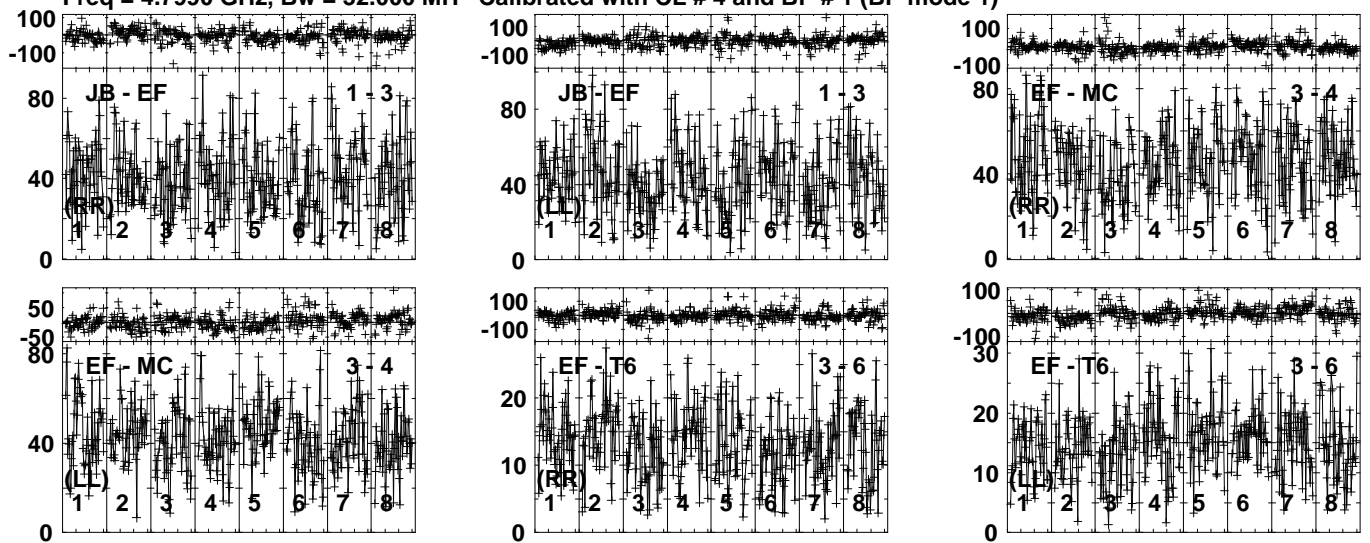 Freq = 4.7990 GHz, Bw = 32.000 MH Calibrated with CL # 4 and BP # 1 (BP mode 1)
100
-100
80
40
0
JB - EF 1 - 3
(RR)
1 2 3 4 5 6 7 8
100
-100
80
40
0
JB - EF 1 - 3
(LL)
1 2 3 4 5 6 7 8
100
-100
80
40
0
EF - MC 3 - 4
(RR)
1 2 3 4 5 6 7 8
50
-50
80
40
0
EF - MC 3 - 4
(LL)
1 2 3 4 5 6 7 8
100
-100
20
10
0
EF - T6 3 - 6
(RR)
1 2 3 4 5 6 7 8
100
-100
30
20
10
0
EF - T6 3 - 6
(LL)
1 2 3 4 5 6 7 8